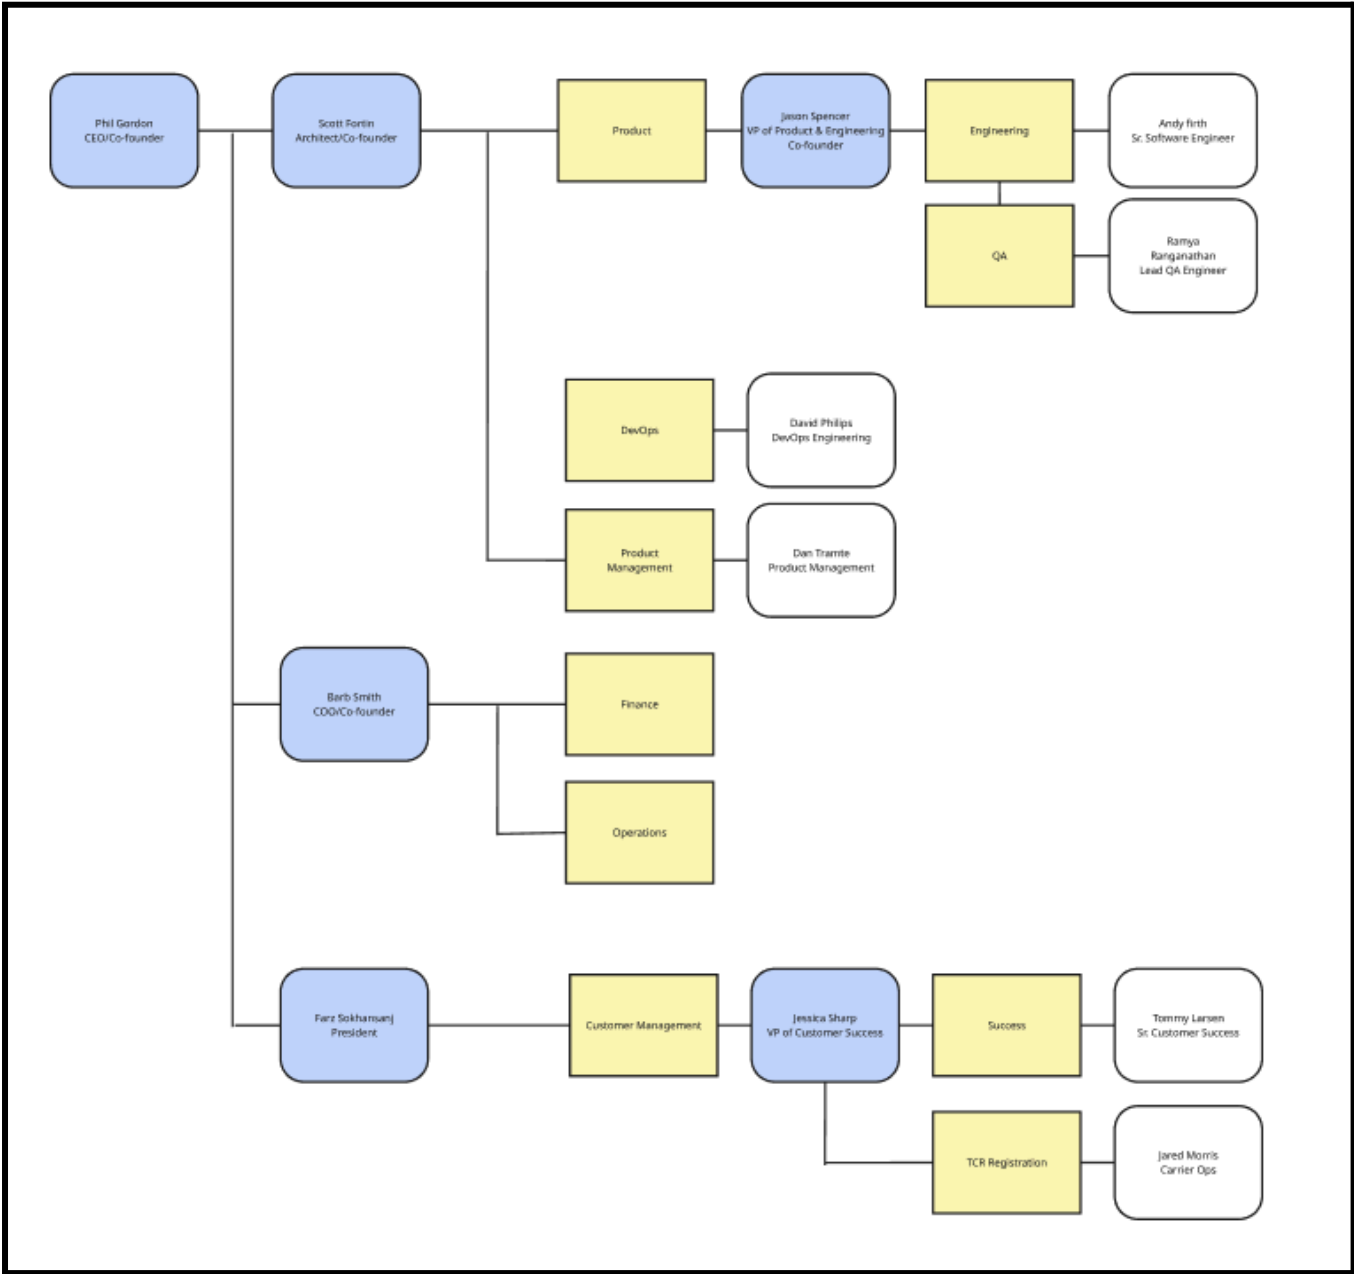 Phil Gordon
CEO/Co-founder
Scott Fortin
Architect/Co-founder
Product
Jason Spencer
VP of Product & Engineering
Co-founder
Engineering
Andy firth
Sr. Software Engineer
QA
Ramya
Ranganathan
Lead QA Engineer
DevOps
David Philips
DevOps Engineering
Product
Management
Dan Tramte
Product Management
Barb Smith
COO/Co-founder
Finance
Operations
Farz Sokhansanj
President
Customer Management
Jessica Sharp
VP of Customer Success
Success
Tommy Larsen
Sr. Customer Success
TCR Registration
Jared Morris
Carrier Ops